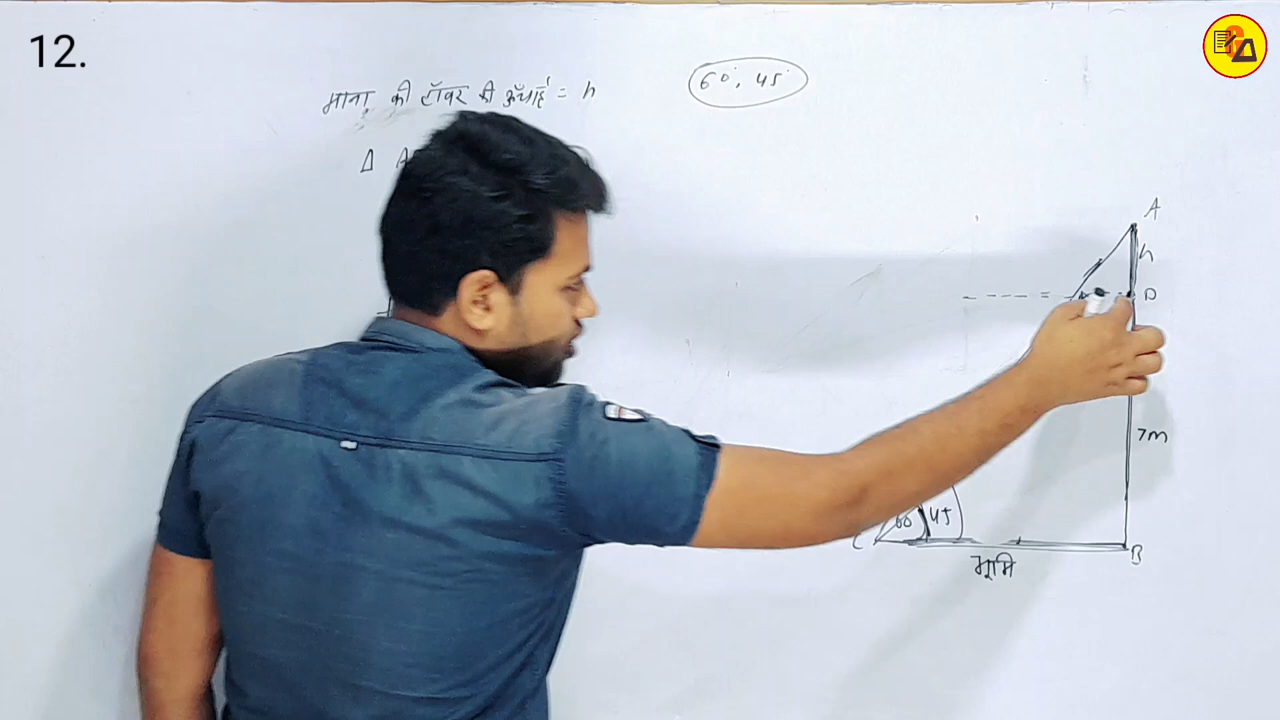 12.
माना की टॉवर की ऊँचाई = h
60°, 45°
Δ A
A
h
D
7m
60 45
C
B
भूमि